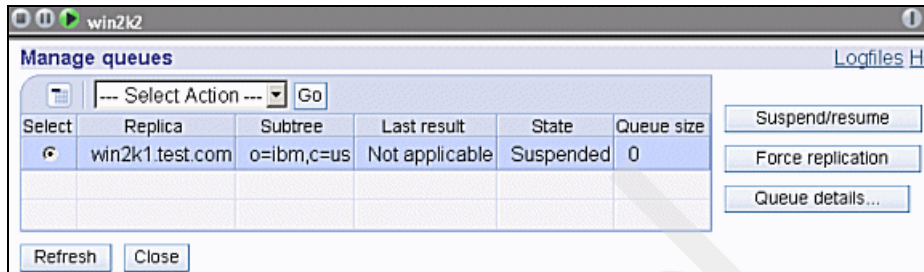 win2k2
Manage queues
Logfiles H
--- Select Action --- Go
Select Replica Subtree Last result State Queue size
win2k1.test.com o=ibm,c=us Not applicable Suspended 0
Suspend/resume
Force replication
Queue details...
Refresh Close